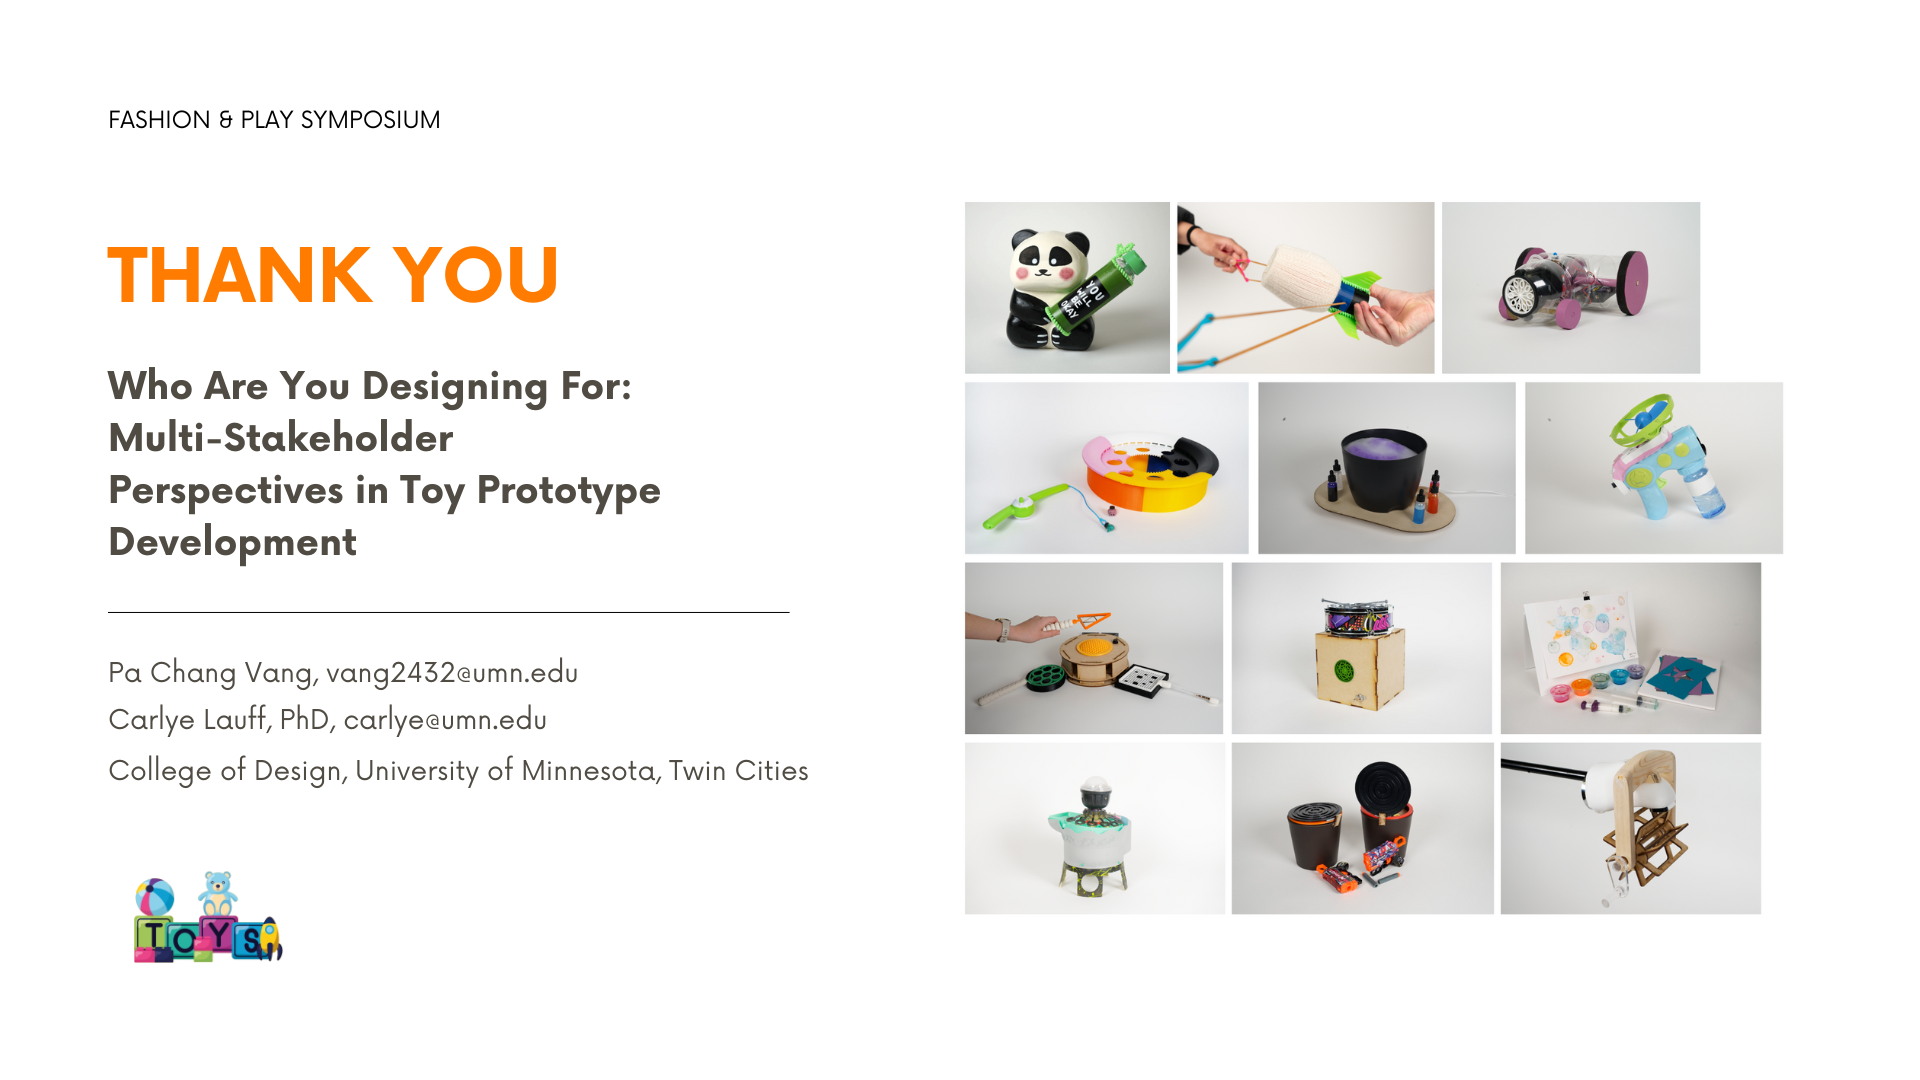 FASHION & PLAY SYMPOSIUM
THANK YOU
Who Are You Designing For:
Multi-Stakeholder
Perspectives in Toy Prototype
Development
Pa Chang Vang, vang2432@umn.edu
Carlye Lauff, PhD, carlye@umn.edu
College of Design, University of Minnesota, Twin Cities
TOYS
YOU
WILL
BE
OKAY